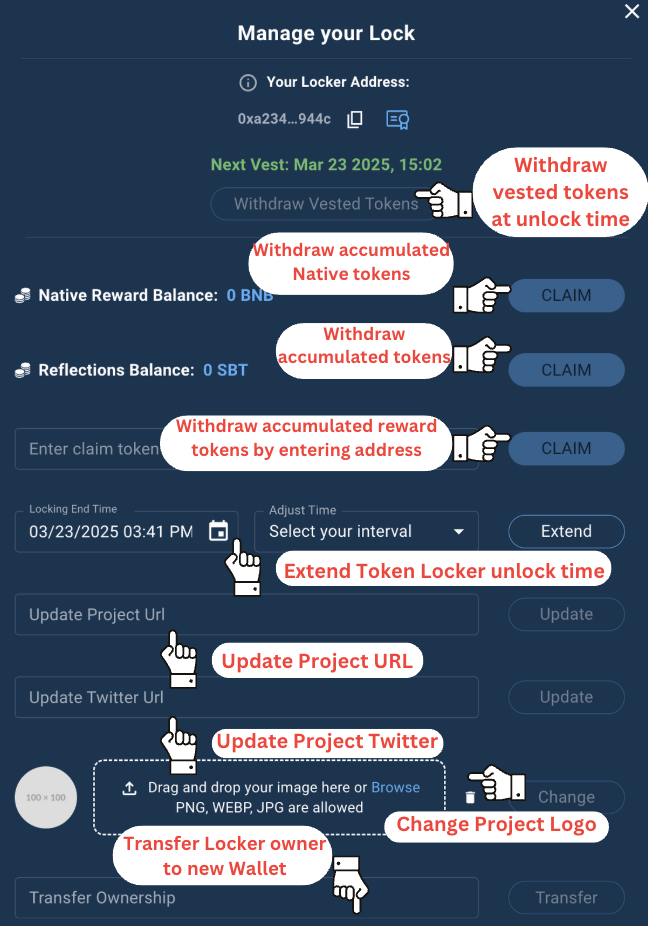 Manage your Lock
Your Locker Address:
0xa234...944c
Next Vest: Mar 23 2025, 15:02
Withdraw Vested Tokens
Withdraw
vested tokens
at unlock time
Withdraw accumulated
Native tokens
Native Reward Balance: 0 BNB
CLAIM
Withdraw
accumulated tokens
Reflections Balance: 0 SBT
CLAIM
Withdraw accumulated reward
tokens by entering address
Enter claim token
CLAIM
Locking End Time
03/23/2025 03:41 PM
Adjust Time
Select your interval
Extend
Extend Token Locker unlock time
Update Project Url
Update
Update Project URL
Update Twitter Url
Update
Update Project Twitter
100 × 100
Drag and drop your image here or Browse
PNG, WEBP, JPG are allowed
Change
Change Project Logo
Transfer Locker owner
to new Wallet
Transfer Ownership
Transfer